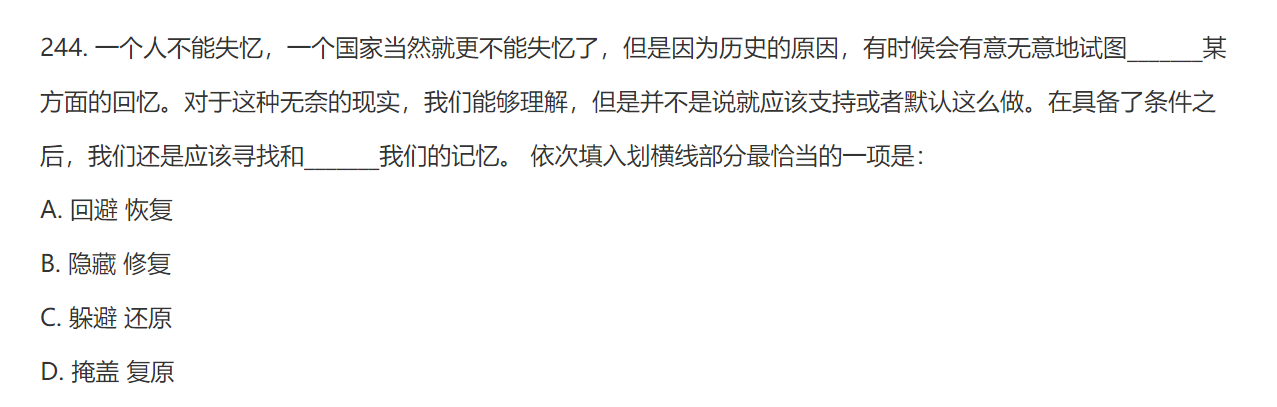 244. 一个人不能失忆，一个国家当然就更不能失忆了，但是因为历史的原因，有时候会有意无意地试图_______某
方面的回忆。对于这种无奈的现实，我们能够理解，但是并不是说就应该支持或者默认这么做。在具备了条件之
后，我们还是应该寻找和_______我们的记忆。 依次填入划横线部分最恰当的一项是：
A. 回避 恢复
B. 隐藏 修复
C. 躲避 还原
D. 掩盖 复原